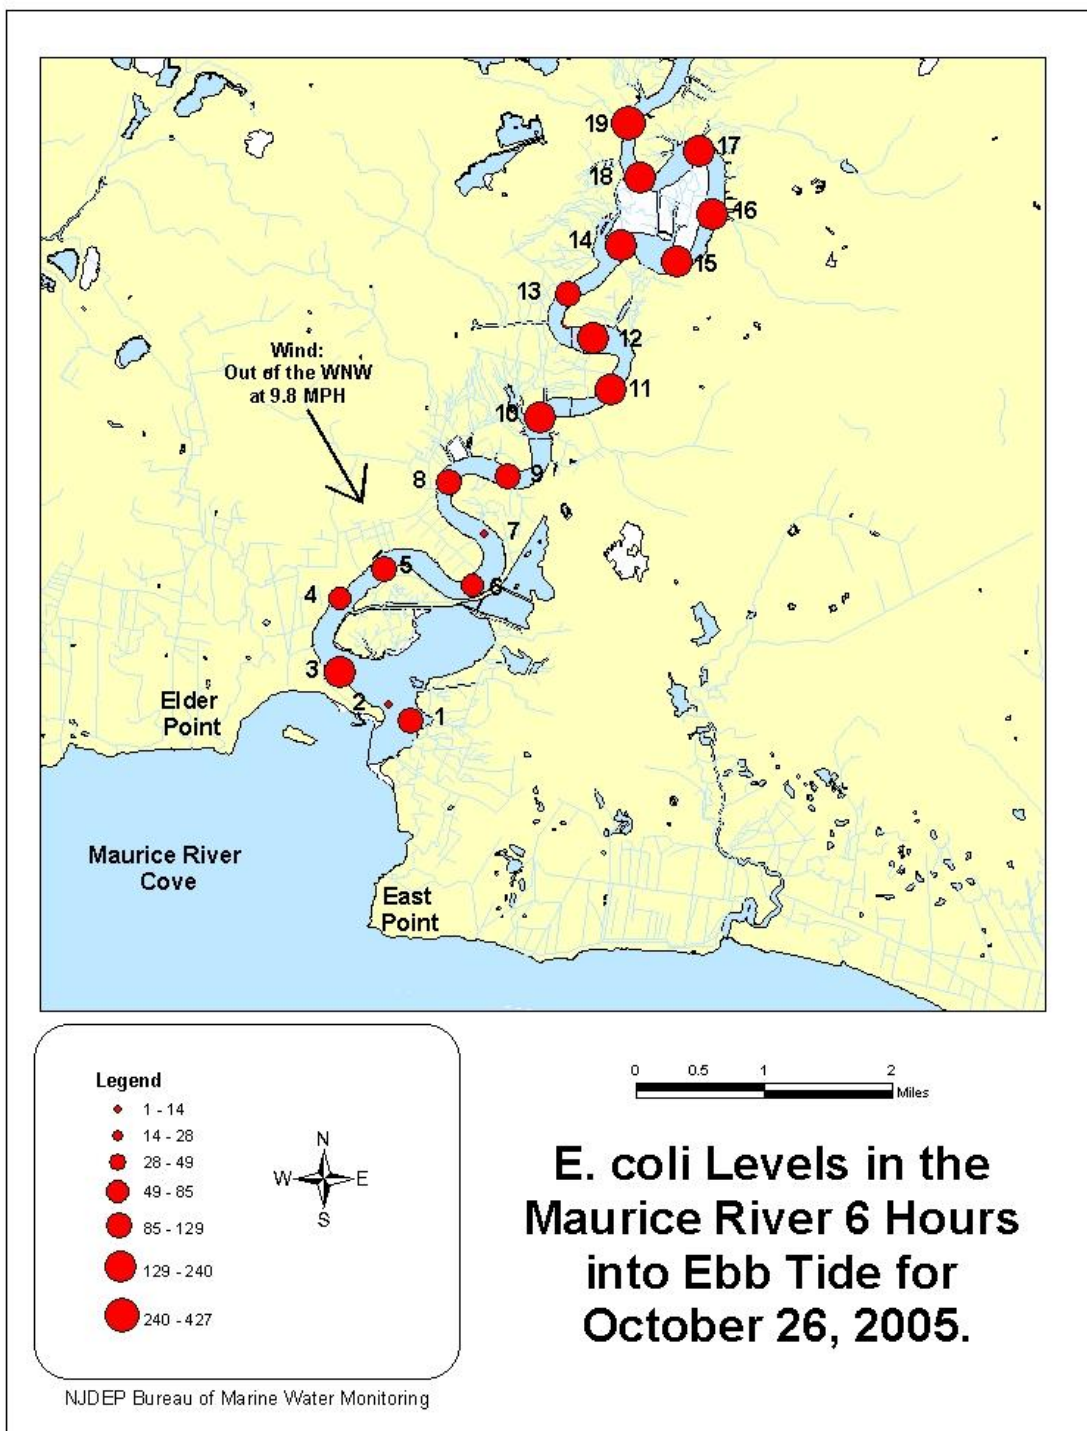 19
17
18
16
14
15
13
12
Wind:
Out of the WNW
at 9.8 MPH
11
10
8
9
7
5
6
4
3
2
1
Elder
Point
Maurice River
Cove
East
Point
Legend
1 - 14
14 - 28
28 - 49
49 - 85
85 - 129
129 - 240
240 - 427
N
W
E
S
NJDEP Bureau of Marine Water Monitoring
0 0.5 1 2
Miles
E. coli Levels in the
Maurice River 6 Hours
into Ebb Tide for
October 26, 2005.